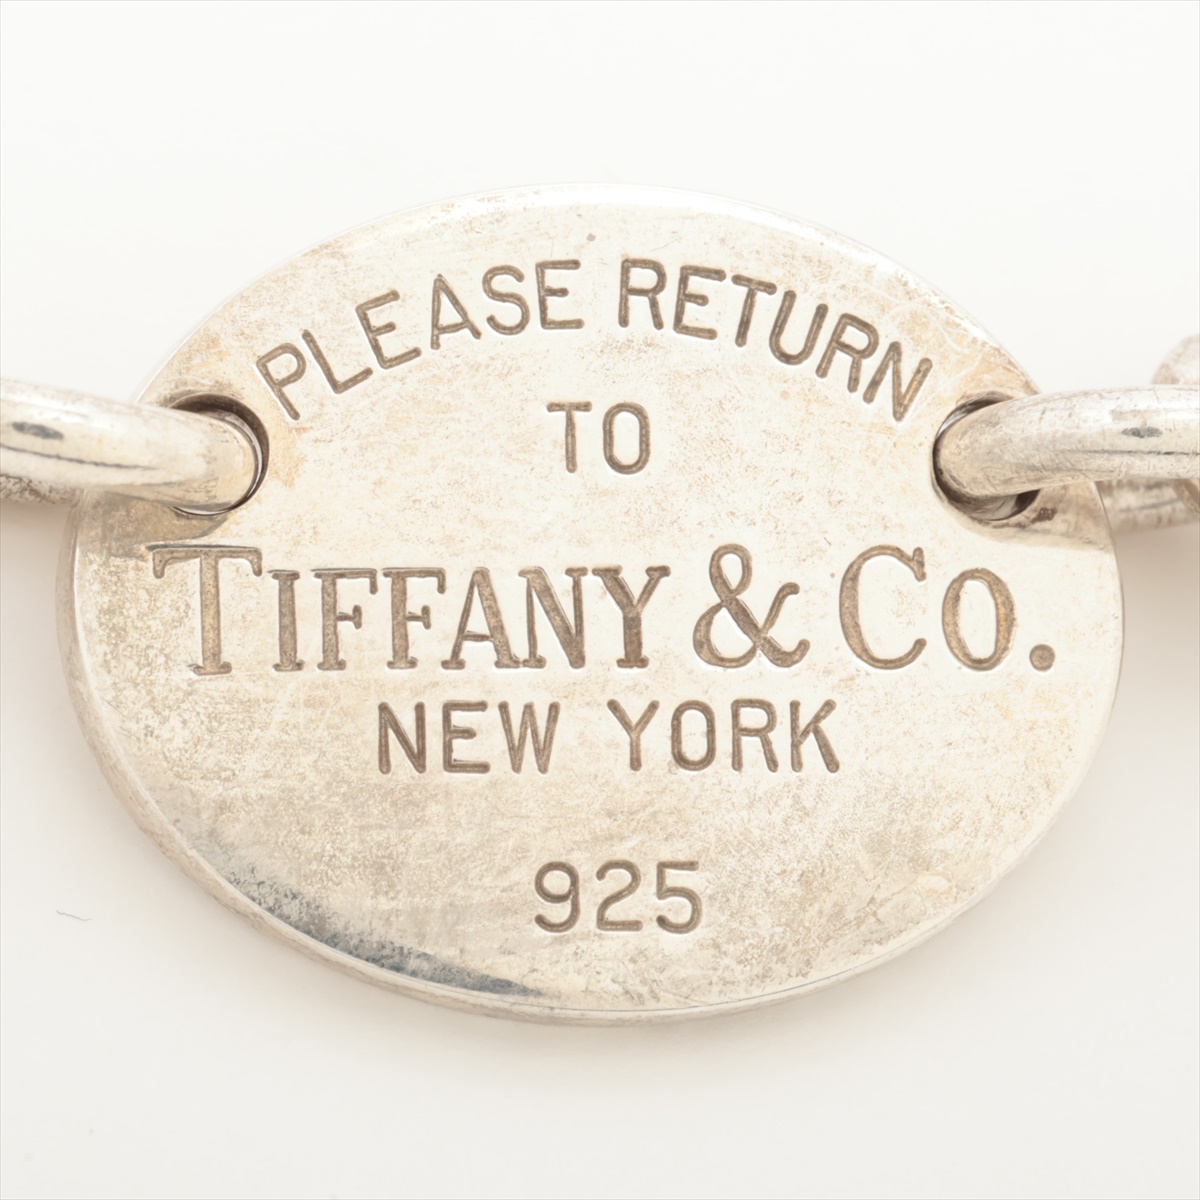 PLEASE RETURN
TO
TIFFANY & CO.
NEW YORK
925